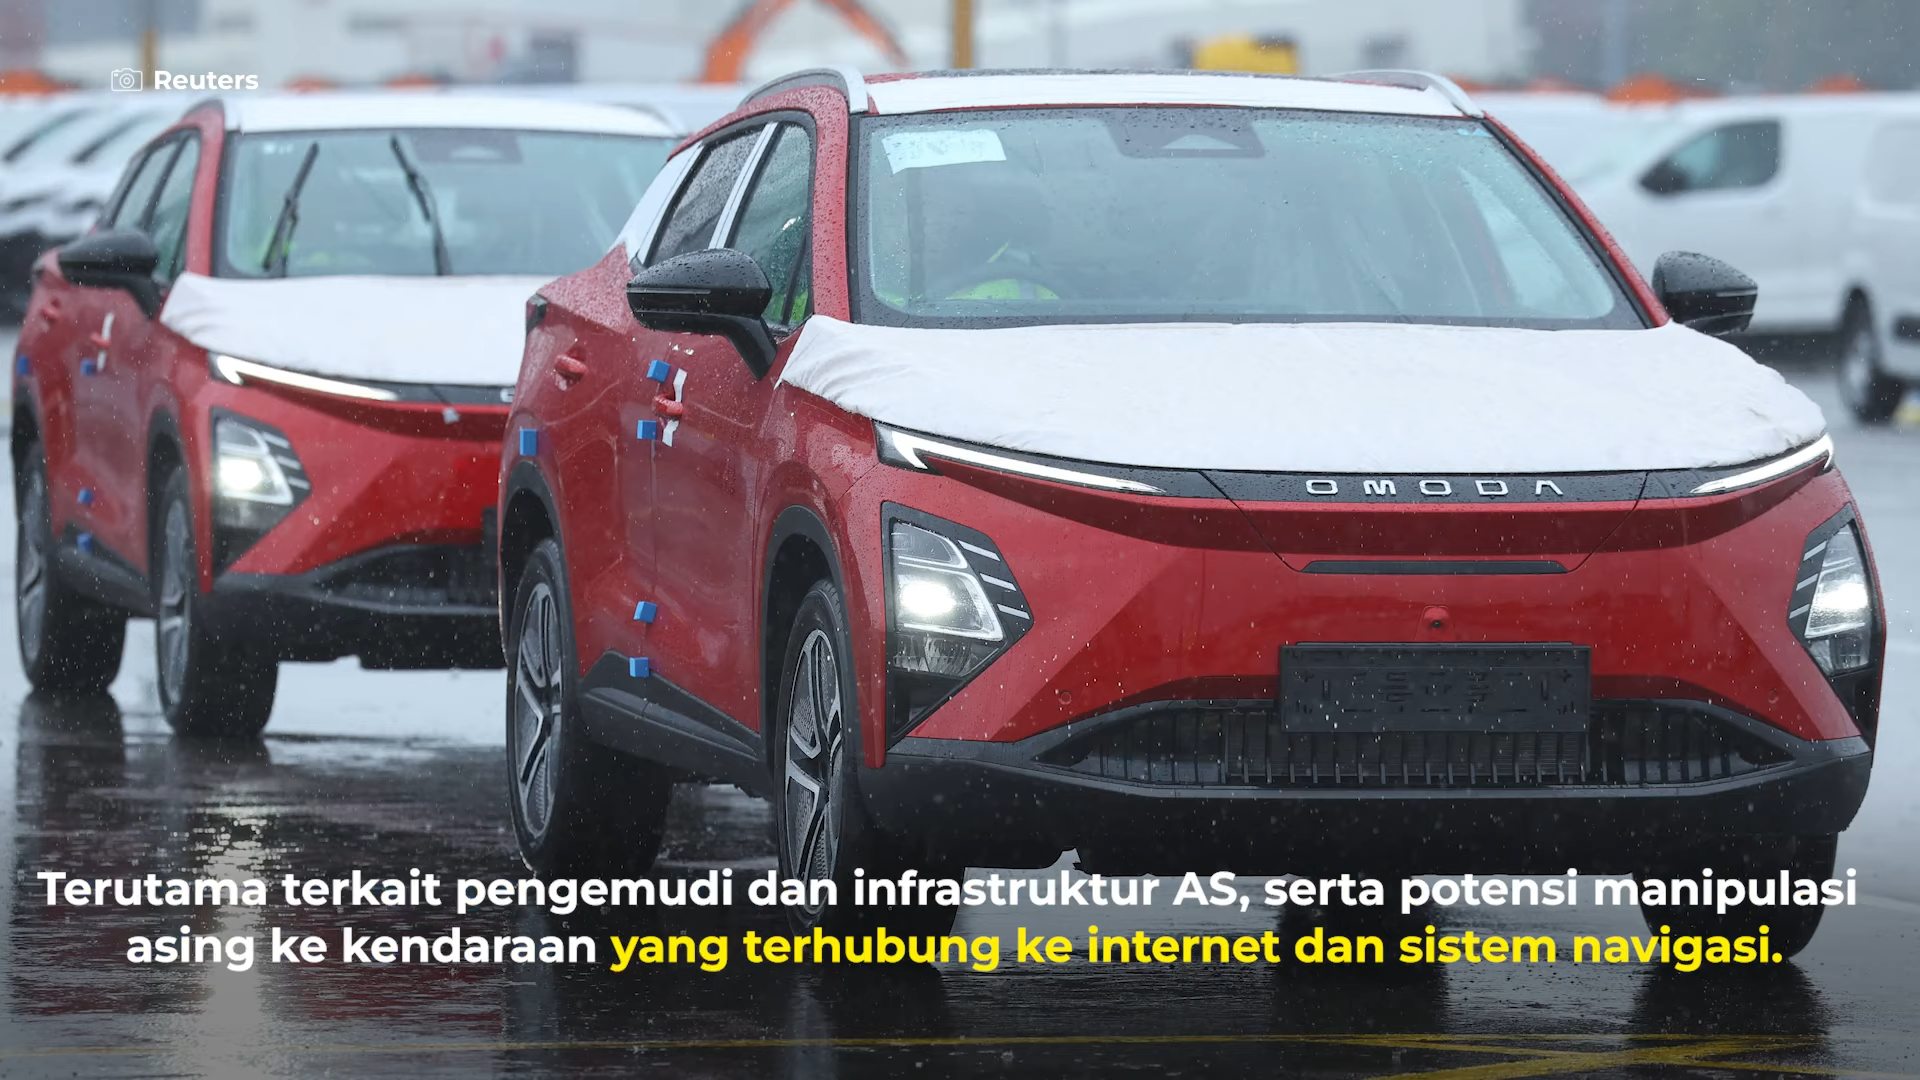 Reuters
OMODA
Terutama terkait pengemudi dan infrastruktur AS, serta potensi manipulasi
asing ke kendaraan yang terhubung ke internet dan sistem navigasi.